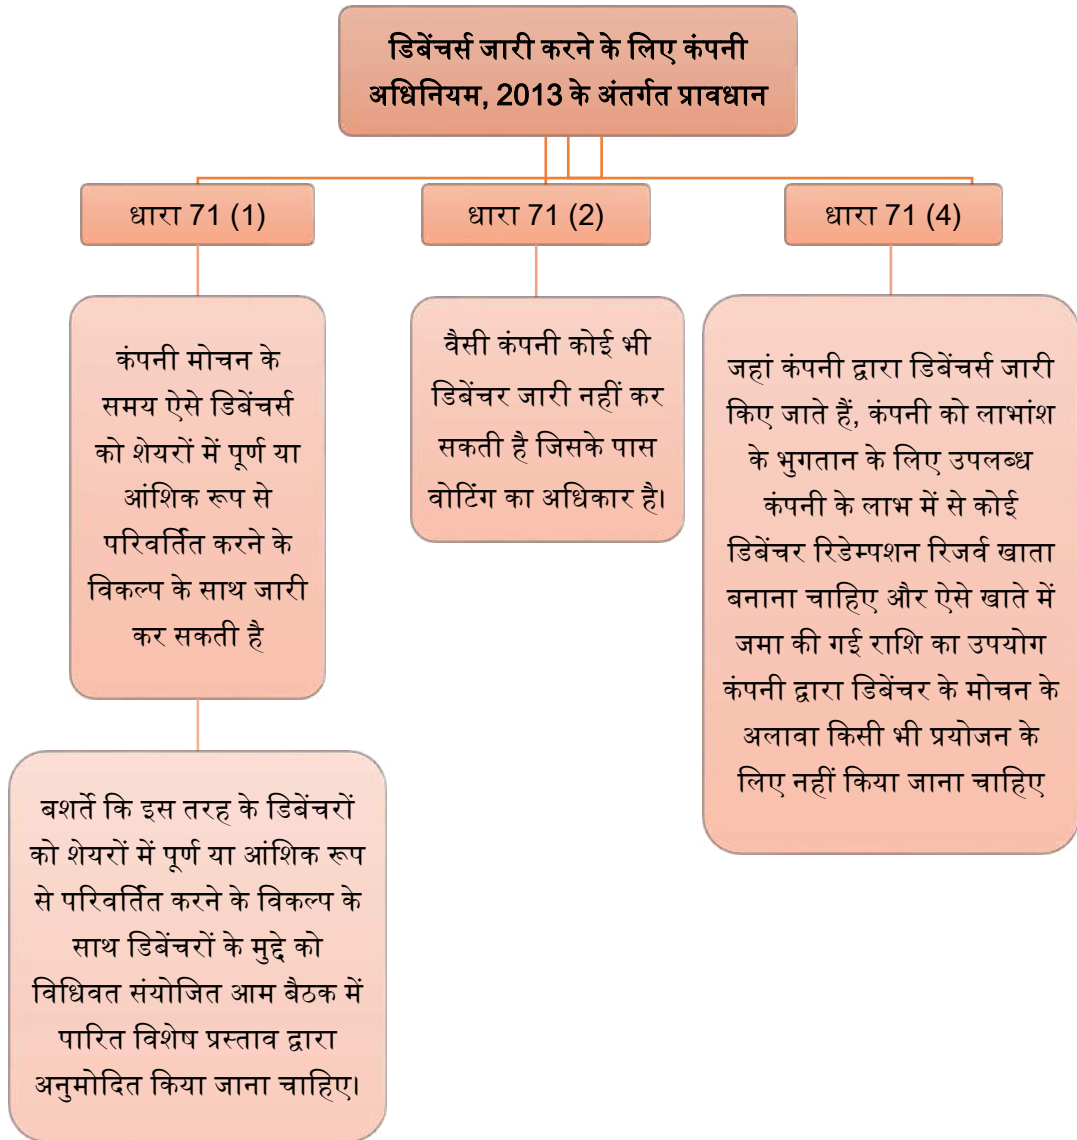 डिबेंचर्स जारी करने के लिए कंपनी
अधिनियम, 2013 के अंतर्गत प्रावधान
धारा 71 (1)
कंपनी मोचन के
समय ऐसे डिबेंचर्स
को शेयरों में पूर्ण या
आंशिक रूप से
परिवर्तित करने के
विकल्प के साथ जारी
कर सकती है
बशर्ते कि इस तरह के डिबेंचरों
को शेयरों में पूर्ण या आंशिक रूप
से परिवर्तित करने के विकल्प के
साथ डिबेंचरों के मुद्दे को
विधिवत संयोजित आम बैठक में
पारित विशेष प्रस्ताव द्वारा
अनुमोदित किया जाना चाहिए।
धारा 71 (2)
वैसी कंपनी कोई भी
डिबेंचर जारी नहीं कर
सकती है जिसके पास
वोटिंग का अधिकार है।
धारा 71 (4)
जहां कंपनी द्वारा डिबेंचर्स जारी
किए जाते हैं, कंपनी को लाभांश
के भुगतान के लिए उपलब्ध
कंपनी के लाभ में से कोई
डिबेंचर रिडेम्पशन रिजर्व खाता
बनाना चाहिए और ऐसे खाते में
जमा की गई राशि का उपयोग
कंपनी द्वारा डिबेंचर के मोचन के
अलावा किसी भी प्रयोजन के
लिए नहीं किया जाना चाहिए